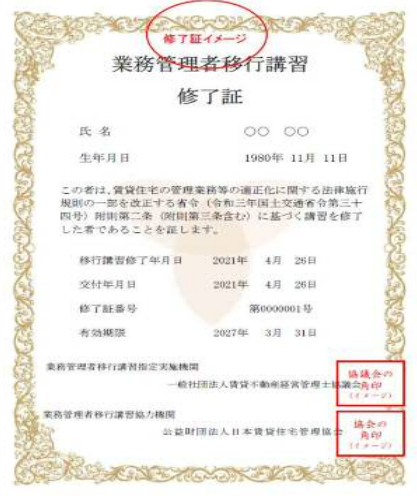 修了証イメージ
業務管理者移行講習
修了証
氏 名 〇〇 〇〇
生年月日 1980年 11月 11日
この者は、賃貸住宅の管理業務等の適正化に関する法律施行
規則の一部を改正する省令（令和三年国土交通省令第三十
四号）附則第二条（附則第三条含む）に基づく講習を修了
した者であることを証します。
移行講習修了年月日 2021年 4月 26日
交付年月日 2021年 4月 26日
修了証番号 第0000001号
有効期限 2027年 3月 31日
業務管理者移行講習指定実施機関
一般社団法人賃貸不動産経営管理士協議会
協議会の
角印
(イメージ)
業務管理者移行講習協力機関
公益財団法人日本賃貸住宅管理協会
協会の
角印
(イメージ)